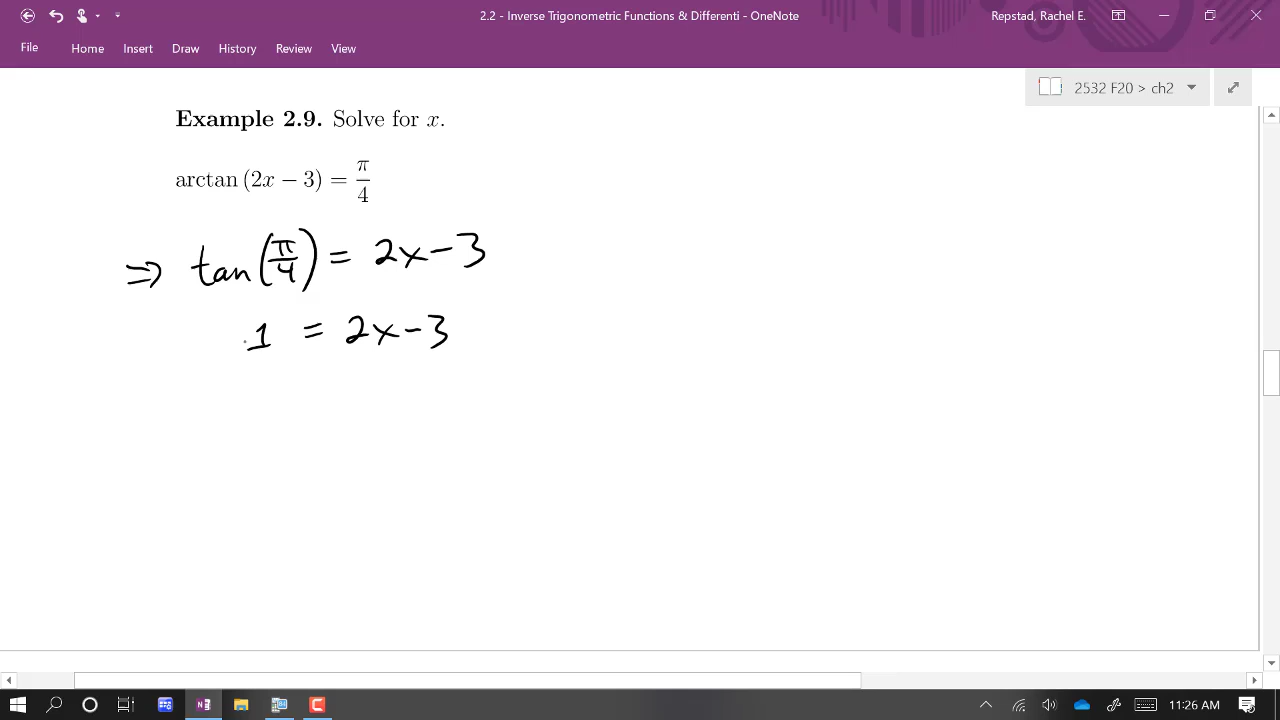 2.2 - Inverse Trigonometric Functions & Differenti - OneNote
Repstad, Rachel E.
File Home Insert Draw History Review View
2532 F20 > ch2
Example 2.9. Solve for x.
arctan (2x − 3) = π/4
⇒ tan(π/4) = 2x − 3
1 = 2x − 3
11:26 AM